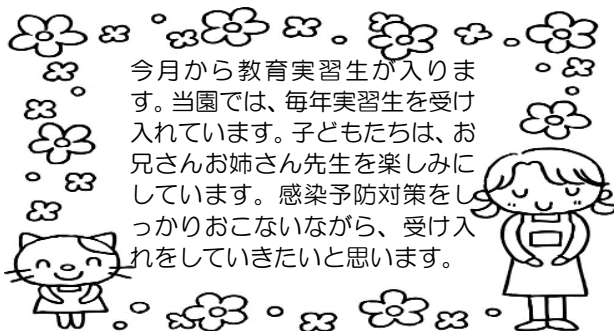 今月から教育実習生が入りま
す。当園では、毎年実習生を受け
入れています。子どもたちは、お
兄さんお姉さん先生を楽しみに
しています。感染予防対策をし
っかりおこないながら、受け入
れをしていきたいと思います。